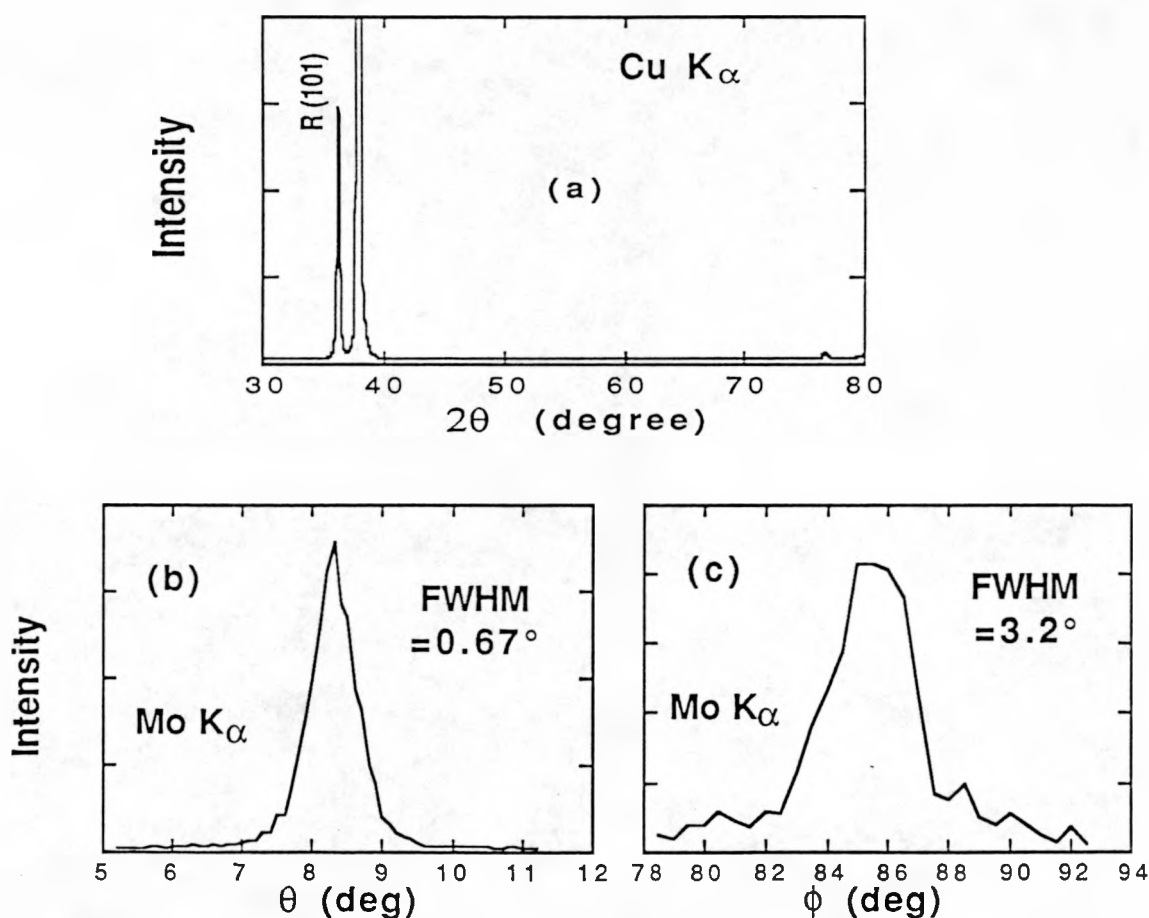 Cu Kα
R (101)
Intensity
(a)
30 40 50 60 70 80
2θ (degree)
(b)
FWHM
=0.67°
Mo Kα
Intensity
5 6 7 8 9 10 11 12
θ (deg)
(c)
FWHM
=3.2°
Mo Kα
78 80 82 84 86 88 90 92 94
ϕ (deg)